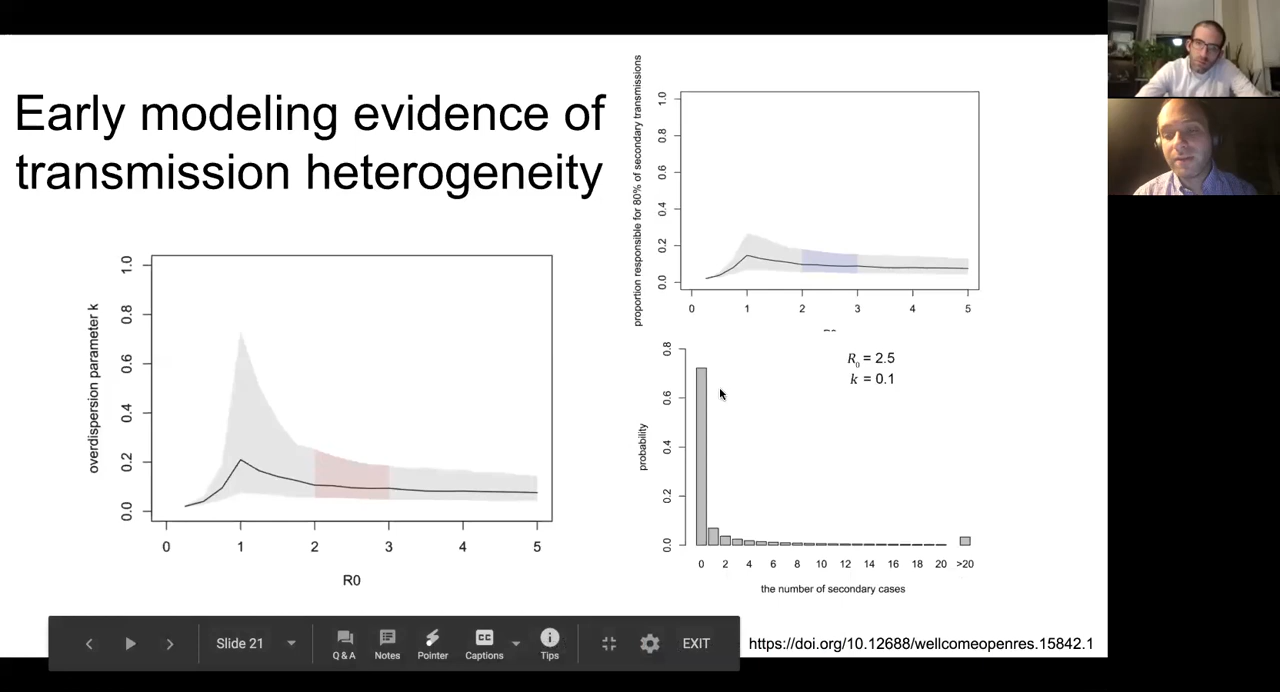 Early modeling evidence of
transmission heterogeneity
overdispersion parameter k
1.0
0.8
0.6
0.4
0.2
0.0
0 1 2 3 4 5
R0
proportion responsible for 80% of secondary transmissions
1.0
0.8
0.6
0.4
0.2
0.0
0 1 2 3 4 5
probability
0.8
0.6
0.4
0.2
0.0
R0 = 2.5
k = 0.1
0 2 4 6 8 10 12 14 16 18 20 >20
the number of secondary cases
Slide 21
Q & A Notes Pointer Captions Tips
EXIT
https://doi.org/10.12688/wellcomeopenres.15842.1